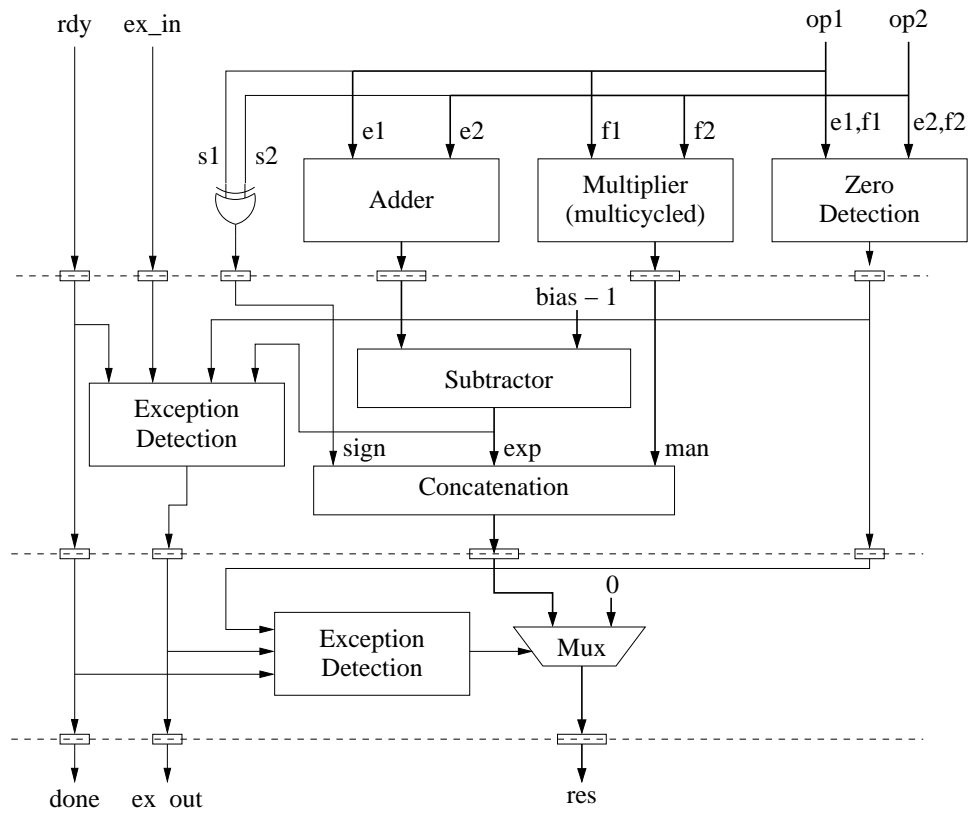 rdy ex_in op1 op2
e1 e2 f1 f2 e1,f1 e2,f2
s1 s2
Adder
Multiplier
(multicycled)
Zero
Detection
bias – 1
Subtractor
Exception
Detection
sign exp man
Concatenation
0
Exception
Detection
Mux
done ex out res